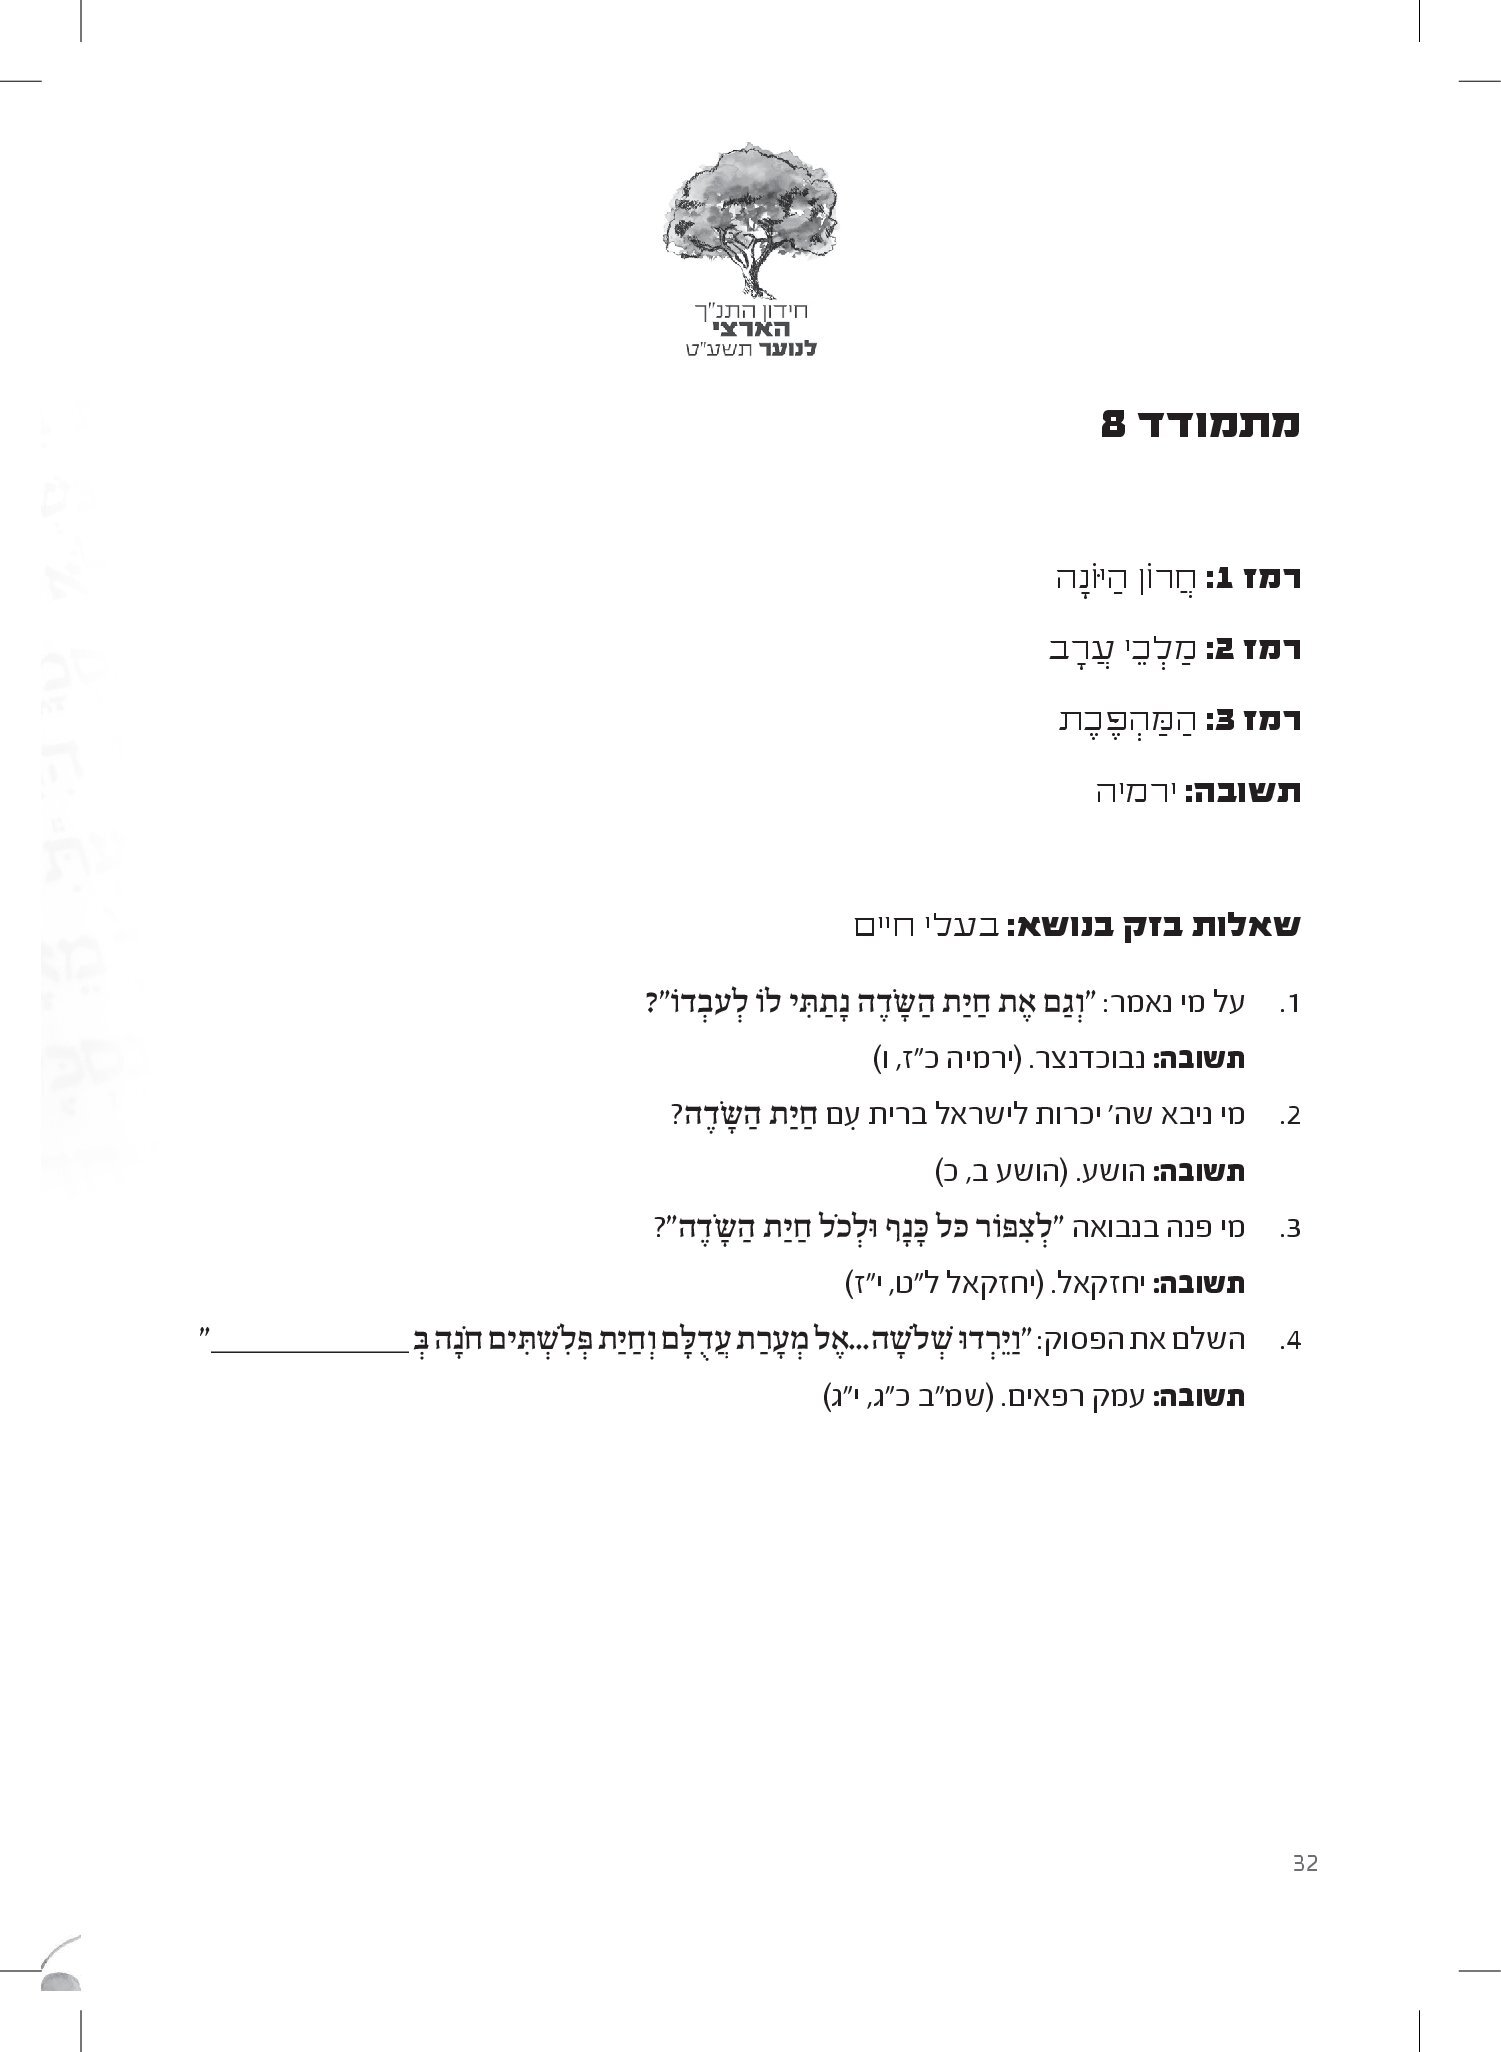 חידון התנ"ך
הארצי
לנוער תשע"ט
מתמודד 8
רמז 1: חֲרוֹן הַיּוֹנָה
רמז 2: מַלְכֵי עֲרָב
רמז 3: הַמַּהְפֶּכֶת
תשובה: ירמיה
שאלות בזק בנושא: בעלי חיים
1. על מי נאמר: "וְגַם אֶת חַיַּת הַשָּׂדֶה נָתַתִּי לוֹ לְעׇבְדוֹ"?
תשובה: נבוכדנצר. (ירמיה כ"ז, ו)
2. מי ניבא שה' יכרות לישראל ברית עִם חַיַּת הַשָּׂדֶה?
תשובה: הושע. (הושע ב, כ)
3. מי פנה בנבואה "לְצִפּוֹר כׇּל כָּנָף וּלְכֹל חַיַּת הַשָּׂדֶה"?
תשובה: יחזקאל. (יחזקאל ל"ט, י"ז)
4. השלם את הפסוק: "וַיֵּרְדוּ שְׁלֹשָׁה...אֶל מְעָרַת עֲדֻלָּם וְחַיַּת פְּלִשְׁתִּים חֹנָה בְּ ____________"
תשובה: עמק רפאים. (שמ"ב כ"ג, י"ג)
32